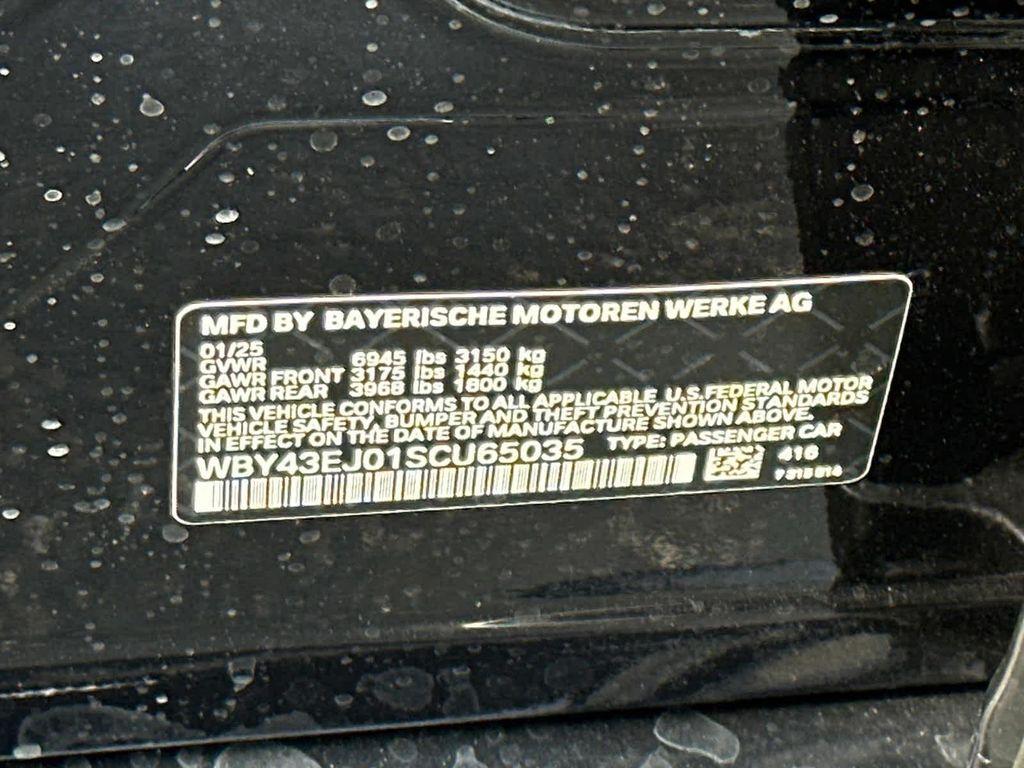 MFD BY BAYERISCHE MOTOREN WERKE AG
01/25
GVWR 6945 lbs 3150 kg
GAWR FRONT 3175 lbs 1440 kg
GAWR REAR 3968 lbs 1800 kg
THIS VEHICLE CONFORMS TO ALL APPLICABLE U.S.FEDERAL MOTOR
VEHICLE SAFETY, BUMPER AND THEFT PREVENTION STANDARDS
IN EFFECT ON THE DATE OF MANUFACTURE SHOWN ABOVE.
WBY43EJ01SCU65035 TYPE: PASSENGER CAR
416